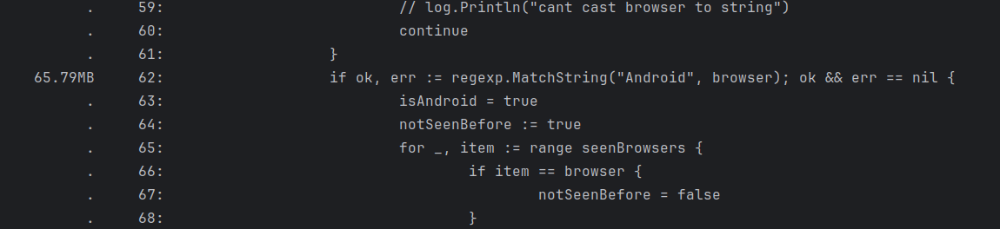 . 59: // log.Println("cant cast browser to string")
. 60: continue
. 61: }
65.79MB 62: if ok, err := regexp.MatchString("Android", browser); ok && err == nil {
. 63: isAndroid = true
. 64: notSeenBefore := true
. 65: for _, item := range seenBrowsers {
. 66: if item == browser {
. 67: notSeenBefore = false
. 68: }